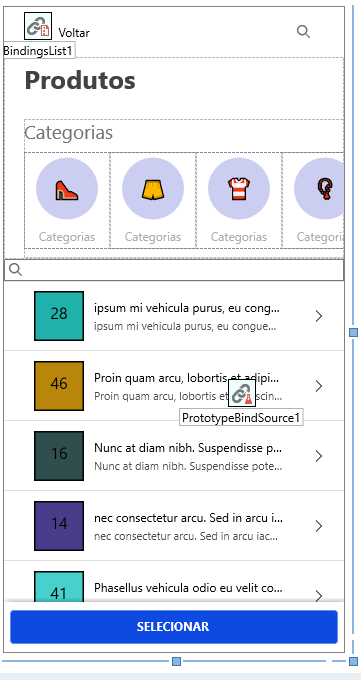 Voltar
BindingsList1
Produtos
Categorias
Categorias
Categorias
Categorias
Categoria
28
ipsum mi vehicula purus, eu cong...
ipsum mi vehicula purus, eu congue...
46
Proin quam arcu, lobortis et adipi...
Proin quam arcu, lobortis et scin...
PrototypeBindSource1
16
Nunc at diam nibh. Suspendisse p...
Nunc at diam nibh. Suspendisse pote...
14
nec consectetur arcu. Sed in arcu i...
nec consectetur arcu. Sed in arcu iac...
41
Phasellus vehicula odio eu velit co...
SELECIONAR